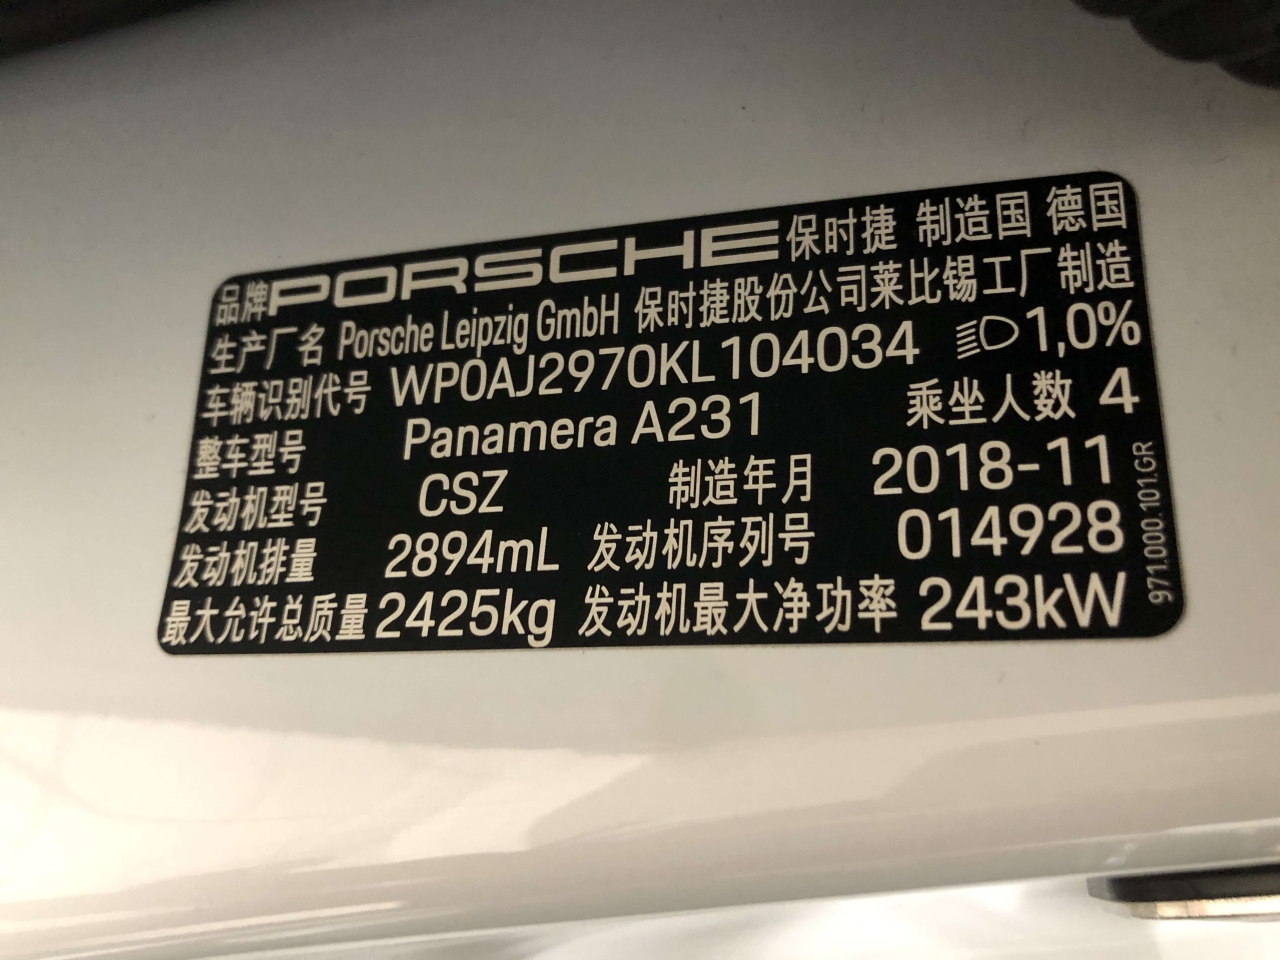 品牌 PORSCHE 保时捷 制造国 德国
生产厂名 Porsche Leipzig GmbH 保时捷股份公司莱比锡工厂制造
车辆识别代号 WP0AJ2970KL104034 1,0%
整车型号 Panamera A231 乘坐人数 4
发动机型号 CSZ 制造年月 2018-11
发动机排量 2894mL 发动机序列号 014928
最大允许总质量 2425kg 发动机最大净功率 243kW
971.000.101.GR